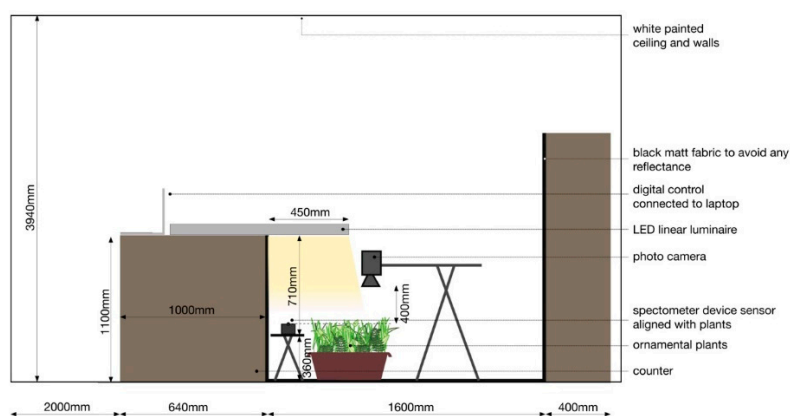 white painted
ceiling and walls
black matt fabric to avoid any
reflectance
digital control
connected to laptop
LED linear luminaire
photo camera
spectometer device sensor
aligned with plants
ornamental plants
counter
3940mm
450mm
1100mm
1000mm
710mm
400mm
360mm
2000mm
640mm
1600mm
400mm